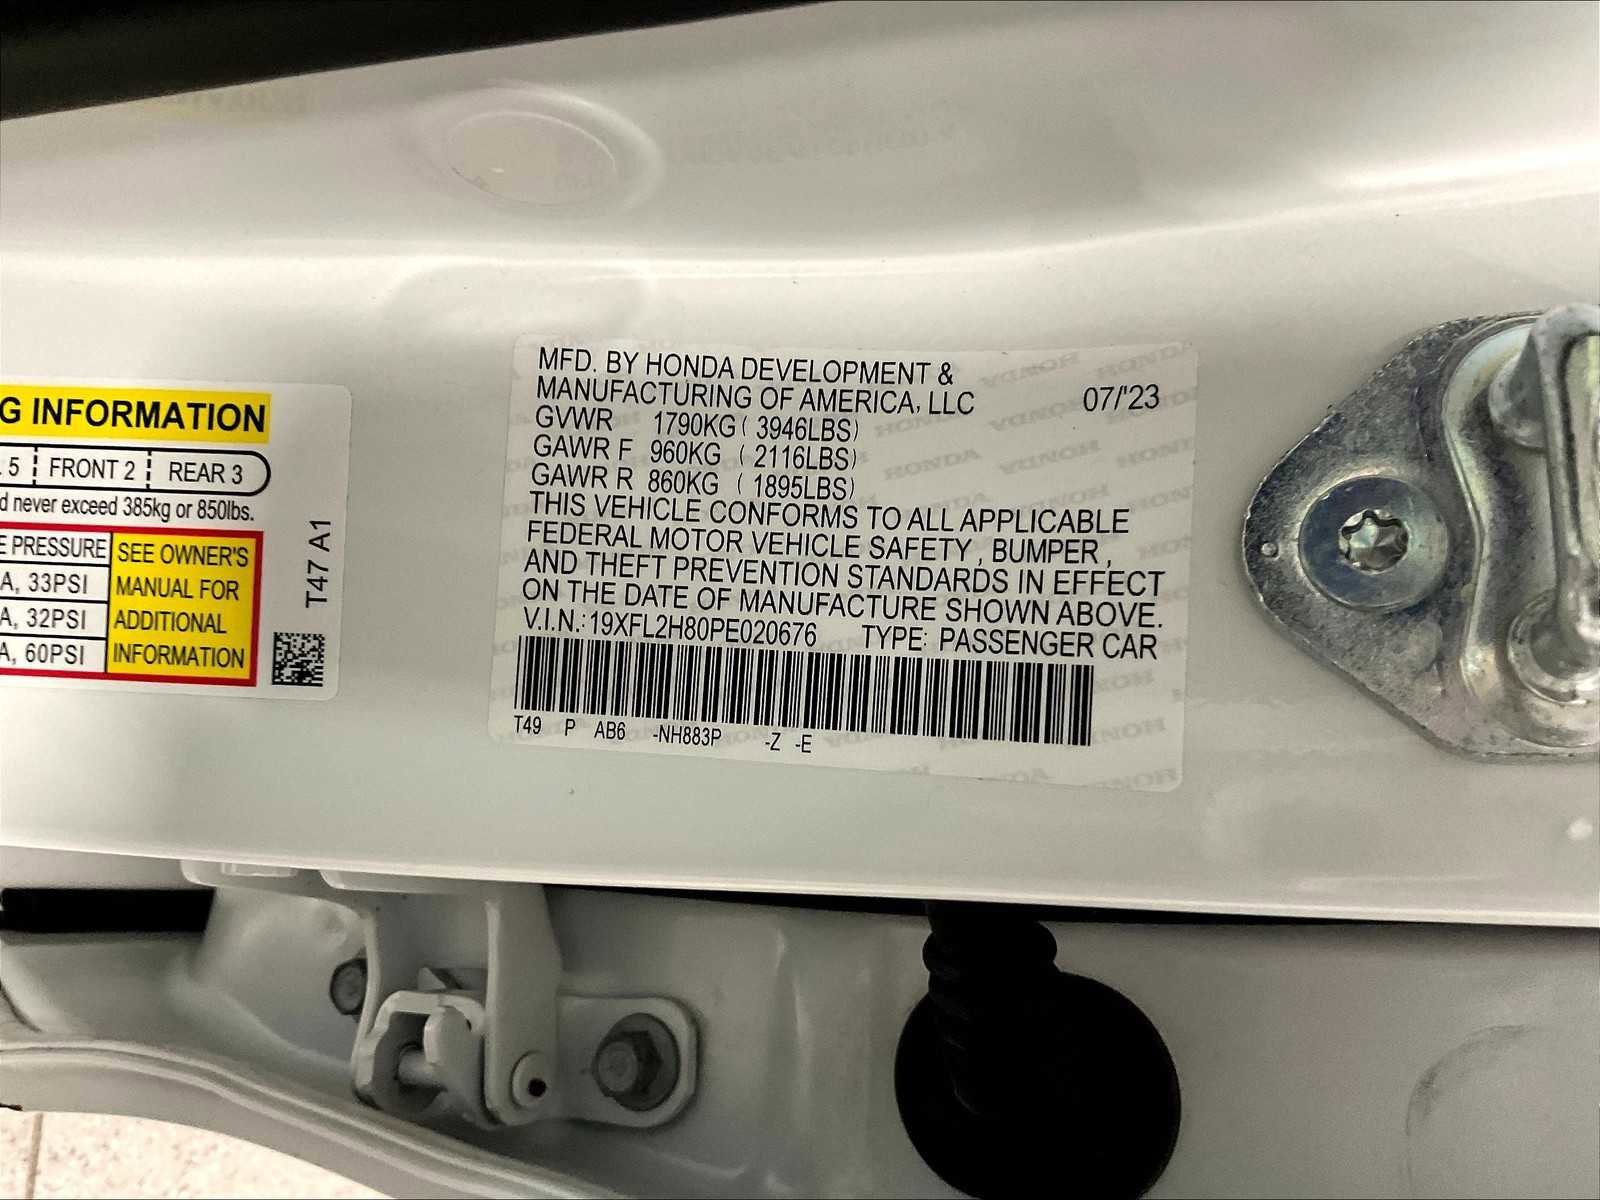 G INFORMATION
5 FRONT 2 REAR 3
d never exceed 385kg or 850lbs.
E PRESSURE
A, 33PSI
A, 32PSI
A, 60PSI
SEE OWNER'S
MANUAL FOR
ADDITIONAL
INFORMATION
T47 A1
MFD. BY HONDA DEVELOPMENT &
MANUFACTURING OF AMERICA, LLC 07/'23
GVWR 1790KG ( 3946LBS)
GAWR F 960KG ( 2116LBS)
GAWR R 860KG ( 1895LBS)
THIS VEHICLE CONFORMS TO ALL APPLICABLE
FEDERAL MOTOR VEHICLE SAFETY, BUMPER,
AND THEFT PREVENTION STANDARDS IN EFFECT
ON THE DATE OF MANUFACTURE SHOWN ABOVE.
V.I.N.: 19XFL2H80PE020676 TYPE: PASSENGER CAR
T49 P AB6 -NH883P -Z -E